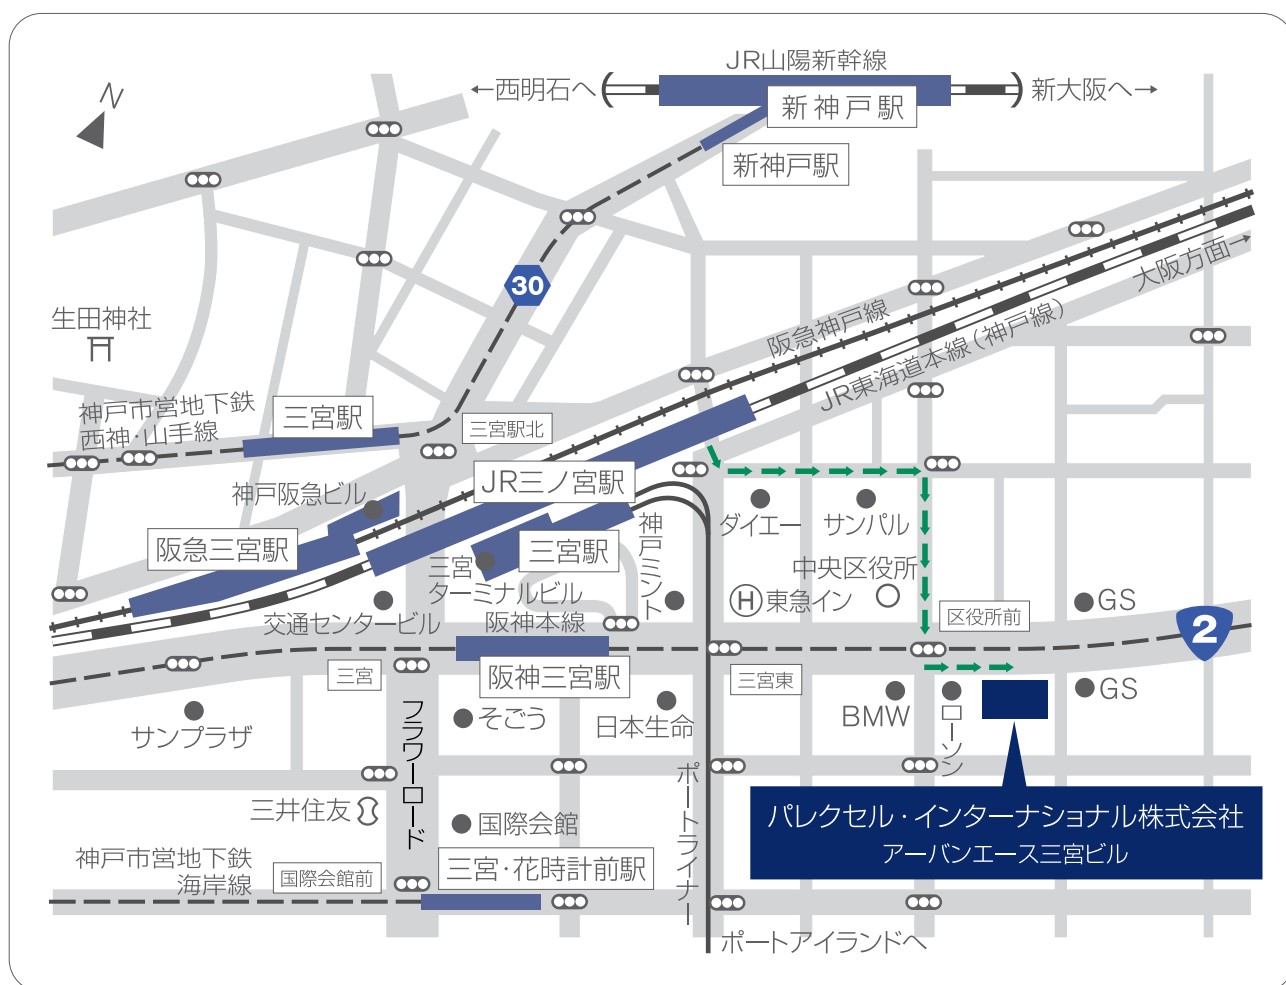 N
JR山陽新幹線
←西明石へ
新大阪へ→
新神戸駅
新神戸駅
30
大阪方面→
阪急神戸線
JR東海道本線(神戸線)
生田神社
神戸市営地下鉄
西神・山手線
三宮駅
三宮駅北
神戸阪急ビル
JR三ノ宮駅
阪急三宮駅
三宮駅
三宮
ターミナルビル
神戸ミント
ダイエー
サンパル
中央区役所
H
東急イン
区役所前
GS
2
交通センタービル
阪神本線
三宮
阪神三宮駅
三宮東
サンプラザ
フラワーロード
そごう
日本生命
BMW
ローソン
GS
ポートライナー
パレクセル・インターナショナル株式会社
アーバンエース三宮ビル
三井住友
国際会館
神戸市営地下鉄
海岸線
国際会館前
三宮・花時計前駅
ポートアイランドへ